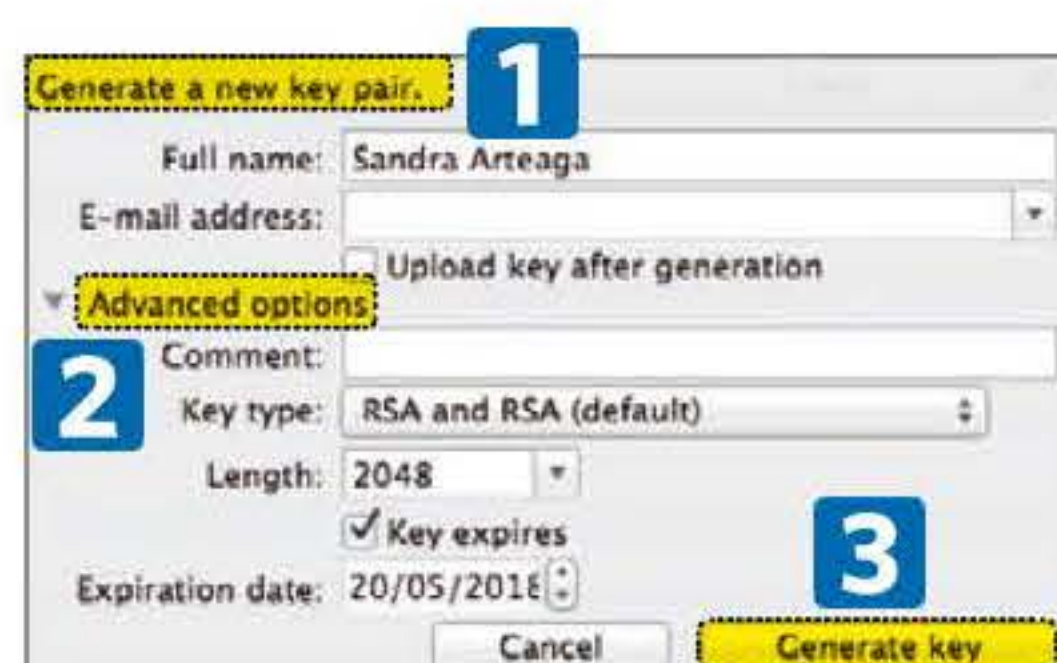 1
Generate a new key pair.
Full name: Sandra Arteaga
E-mail address:
Upload key after generation
Advanced options
2
Comment:
Key type: RSA and RSA (default)
Length: 2048
Key expires
3
Expiration date: 20/05/2018
Cancel Generate key